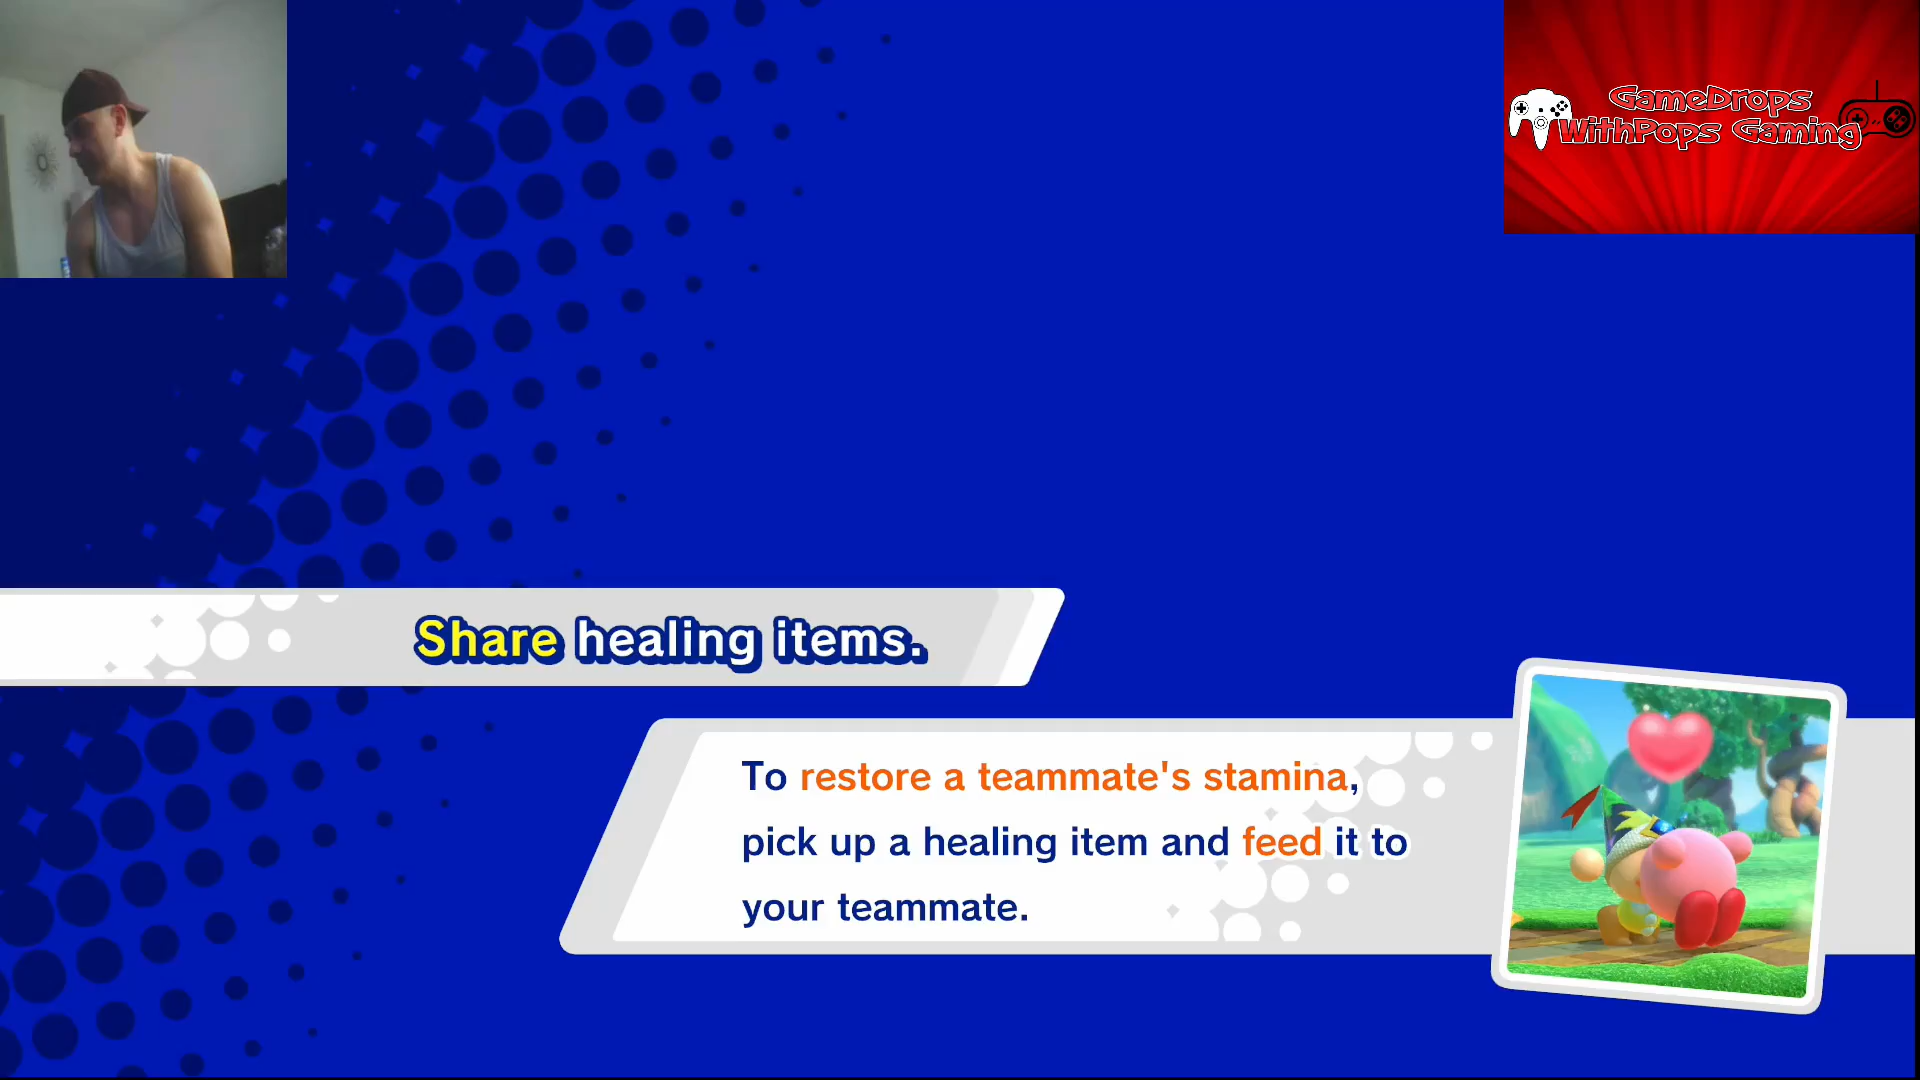 GameDrops
WithPops Gaming
Share healing items.
To restore a teammate's stamina,
pick up a healing item and feed it to
your teammate.